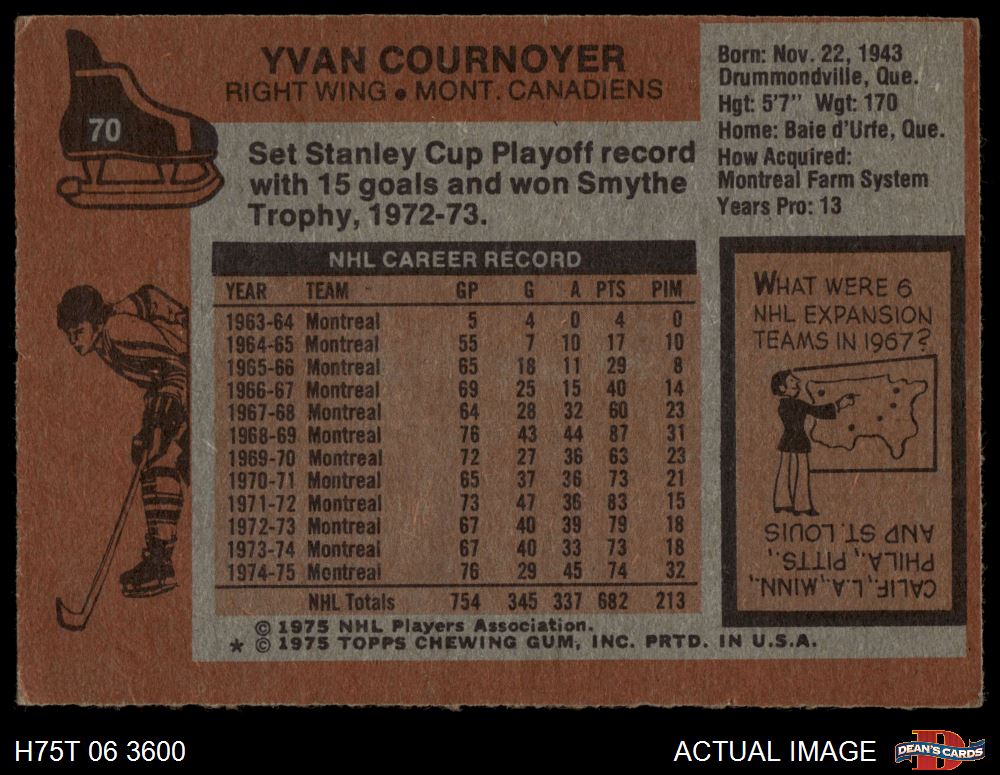 70
YVAN COURNOYER
RIGHT WING • MONT. CANADIENS
Set Stanley Cup Playoff record
with 15 goals and won Smythe
Trophy, 1972-73.
Born: Nov. 22, 1943
Drummondville, Que.
Hgt: 5'7" Wgt: 170
Home: Baie d'Urfe, Que.
How Acquired:
Montreal Farm System
Years Pro: 13
NHL CAREER RECORD
YEAR TEAM GP G A PTS PIM
1963-64 Montreal 5 4 0 4 0
1964-65 Montreal 55 7 10 17 10
1965-66 Montreal 65 18 11 29 8
1966-67 Montreal 69 25 15 40 14
1967-68 Montreal 64 28 32 60 23
1968-69 Montreal 76 43 44 87 31
1969-70 Montreal 72 27 36 63 23
1970-71 Montreal 65 37 36 73 21
1971-72 Montreal 73 47 36 83 15
1972-73 Montreal 67 40 39 79 18
1973-74 Montreal 67 40 33 73 18
1974-75 Montreal 76 29 45 74 32
NHL Totals 754 345 337 682 213
© 1975 NHL Players Association.
* © 1975 TOPPS CHEWING GUM, INC. PRTD. IN U.S.A.
WHAT WERE 6
NHL EXPANSION
TEAMS IN 1967?
CALIF., L.A., MINN.,
PHILA., PITTS.,
AND ST. LOUIS
H75T 06 3600
ACTUAL IMAGE
D
DEAN'S CARDS